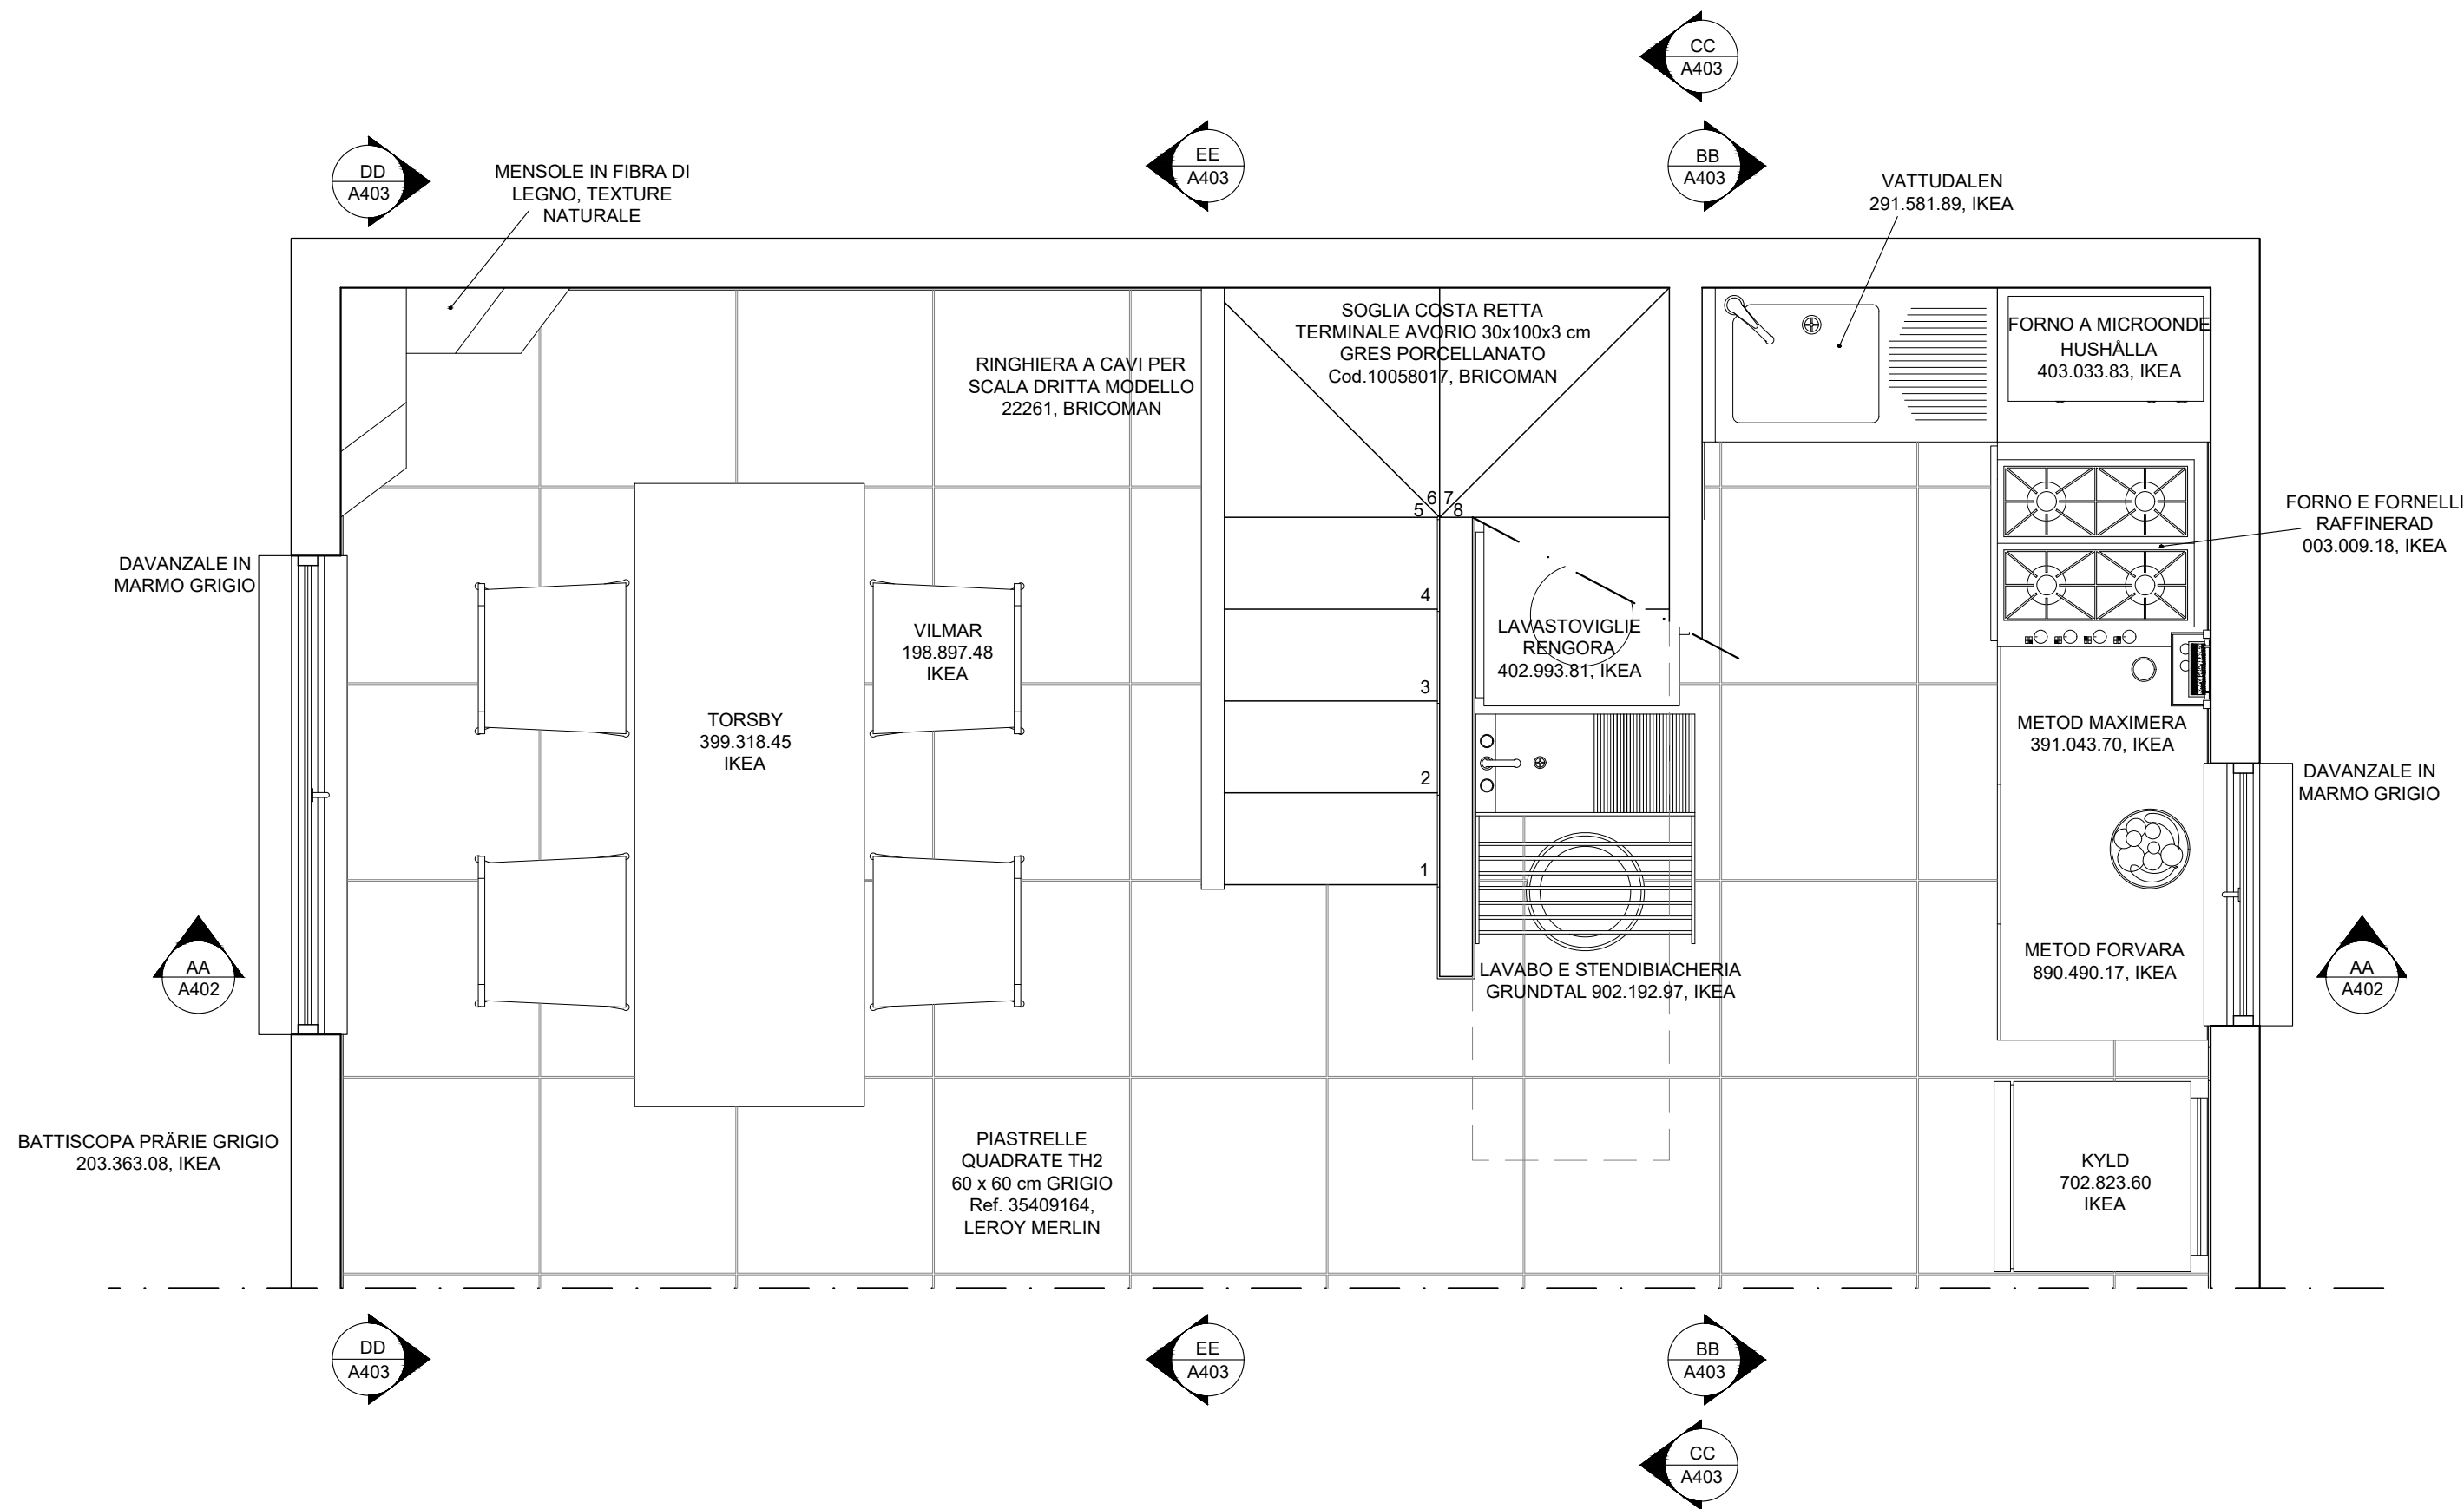 CC
A403
DD
A403
EE
A403
BB
A403
MENSOLE IN FIBRA DI
LEGNO, TEXTURE
NATURALE
VATTUDALEN
291.581.89, IKEA
SOGLIA COSTA RETTA
TERMINALE AVORIO 30x100x3 cm
GRES PORCELLANATO
Cod.10058017, BRICOMAN
FORNO A MICROONDE
HUSHÅLLA
403.033.83, IKEA
RINGHIERA A CAVI PER
SCALA DRITTA MODELLO
22261, BRICOMAN
6 7
5 8
FORNO E FORNELLI
RAFFINERAD
003.009.18, IKEA
DAVANZALE IN
MARMO GRIGIO
4
VILMAR
198.897.48
IKEA
LAVASTOVIGLIE
RENGORA
402.993.81, IKEA
3
TORSBY
399.318.45
IKEA
METOD MAXIMERA
391.043.70, IKEA
2
DAVANZALE IN
MARMO GRIGIO
1
AA
A402
LAVABO E STENDIBIACHERIA
GRUNDTAL 902.192.97, IKEA
METOD FORVARA
890.490.17, IKEA
AA
A402
BATTISCOPA PRÄRIE GRIGIO
203.363.08, IKEA
PIASTRELLE
QUADRATE TH2
60 x 60 cm GRIGIO
Ref. 35409164,
LEROY MERLIN
KYLD
702.823.60
IKEA
DD
A403
EE
A403
BB
A403
CC
A403